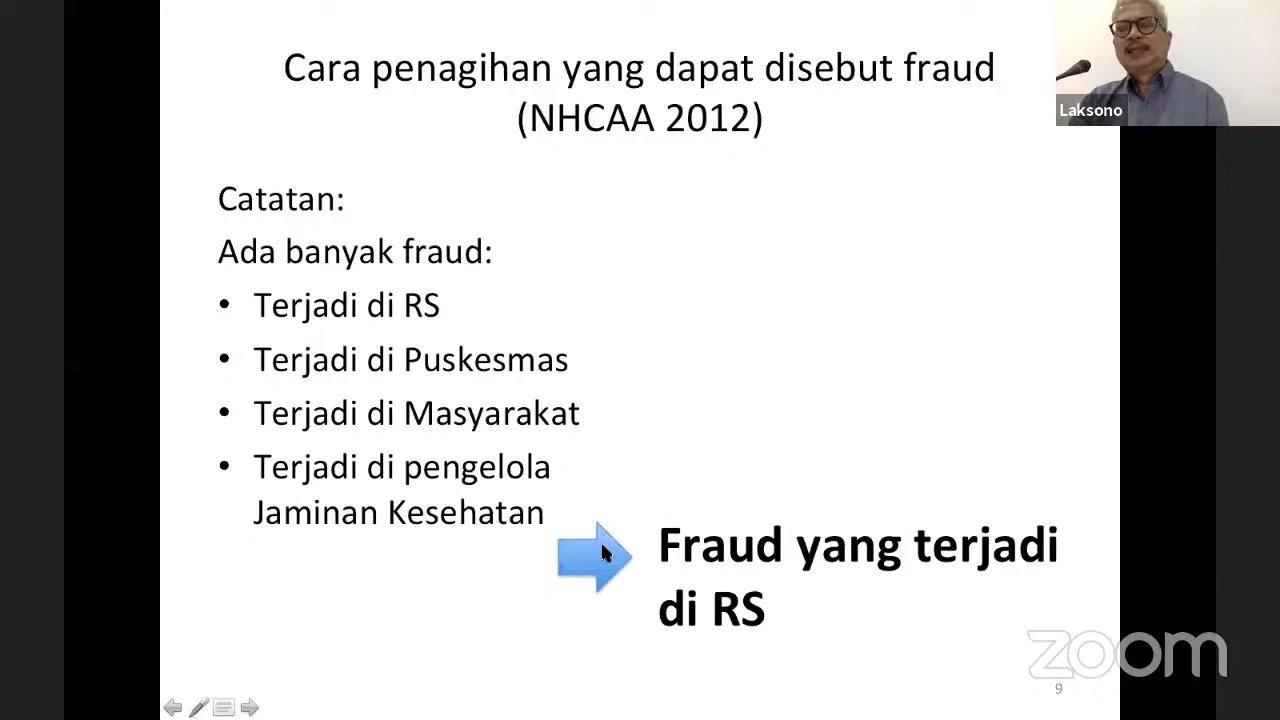 Cara penagihan yang dapat disebut fraud
(NHCAA 2012)
Laksono
Catatan:
Ada banyak fraud:
• Terjadi di RS
• Terjadi di Puskesmas
• Terjadi di Masyarakat
• Terjadi di pengelola
Jaminan Kesehatan
Fraud yang terjadi
di RS
zoom
9